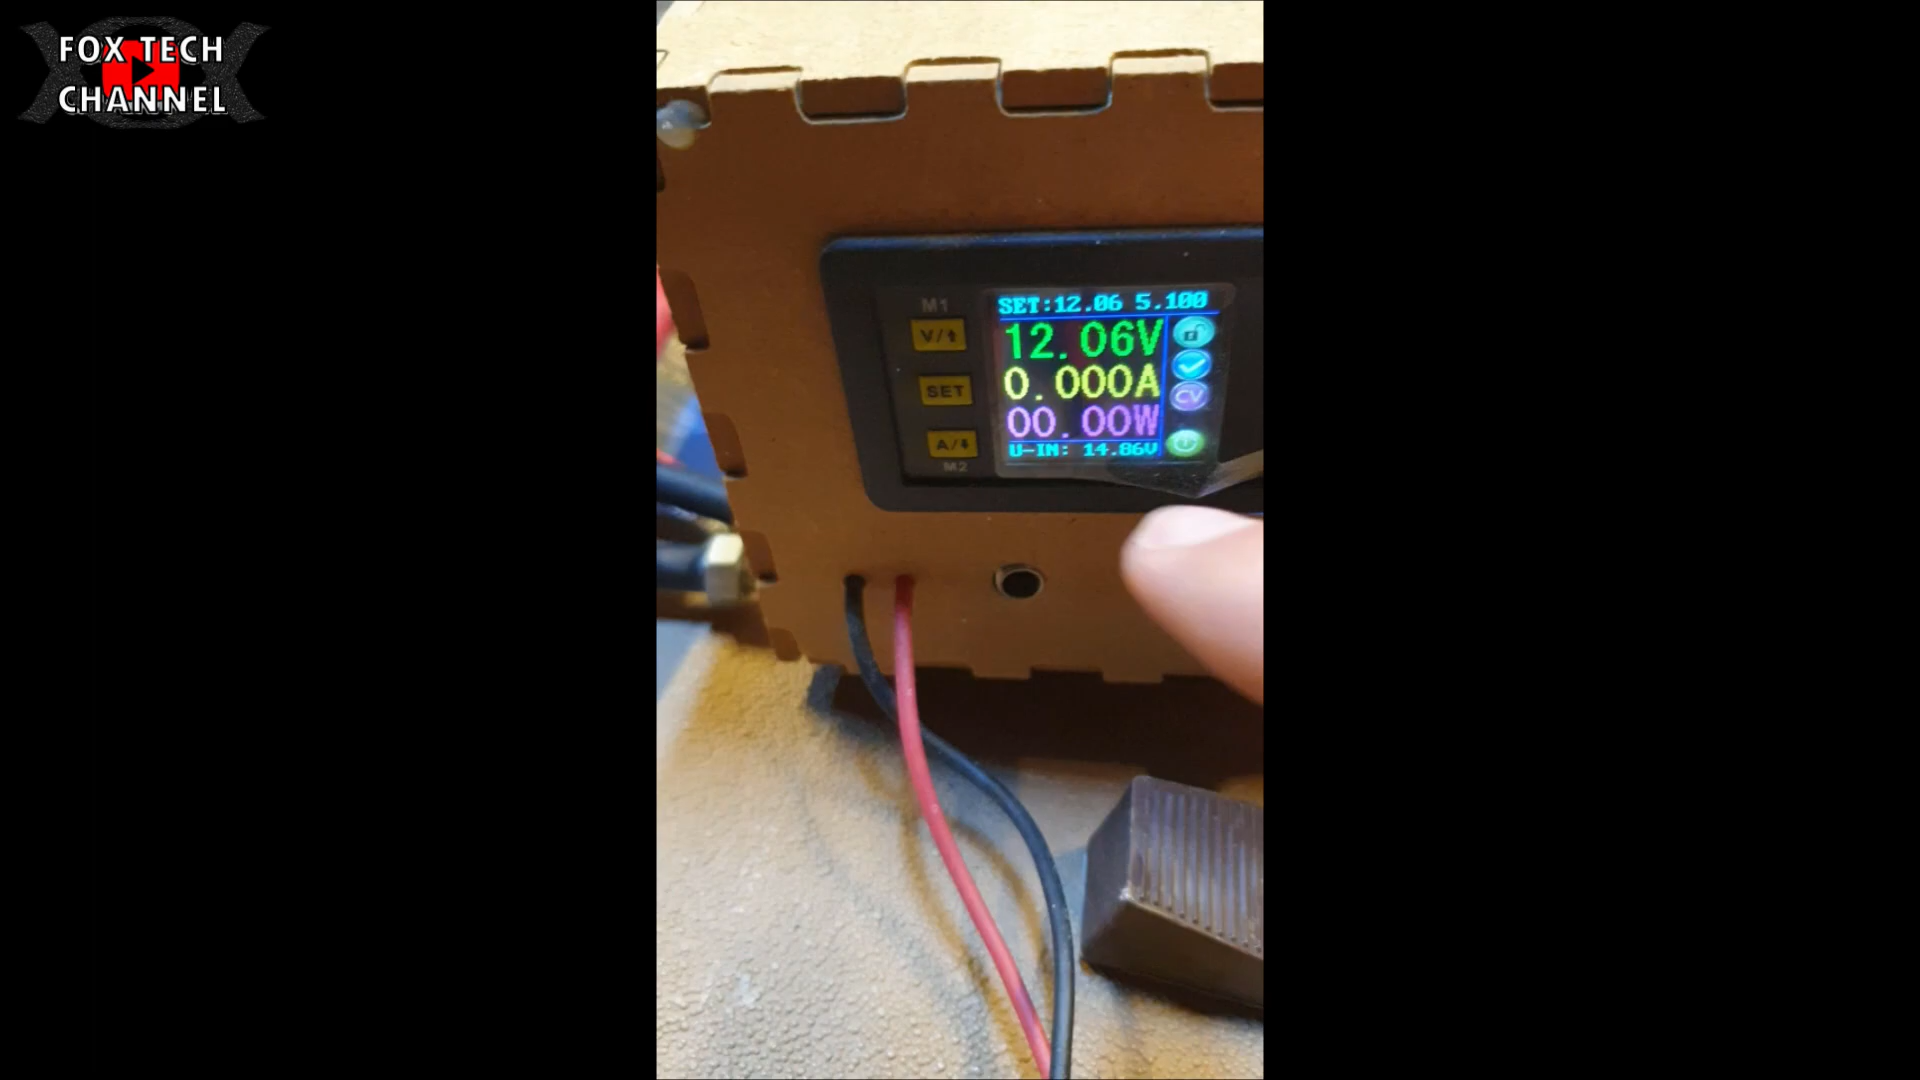 FOX TECH
CHANNEL
M1
V/⬆
SET
A/⬇
M2
SET:12.06 5.100
12.06V
0.000A
00.00W
U-IN: 14.86V
CV